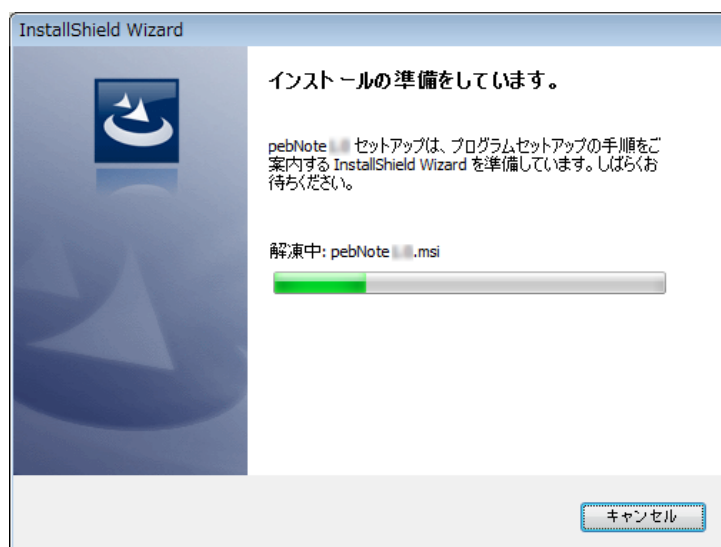 InstallShield Wizard
インストールの準備をしています。
pebNote セットアップは、プログラムセットアップの手順をご
案内する InstallShield Wizard を準備しています。しばらくお
待ちください。
解凍中: pebNote .msi
キャンセル